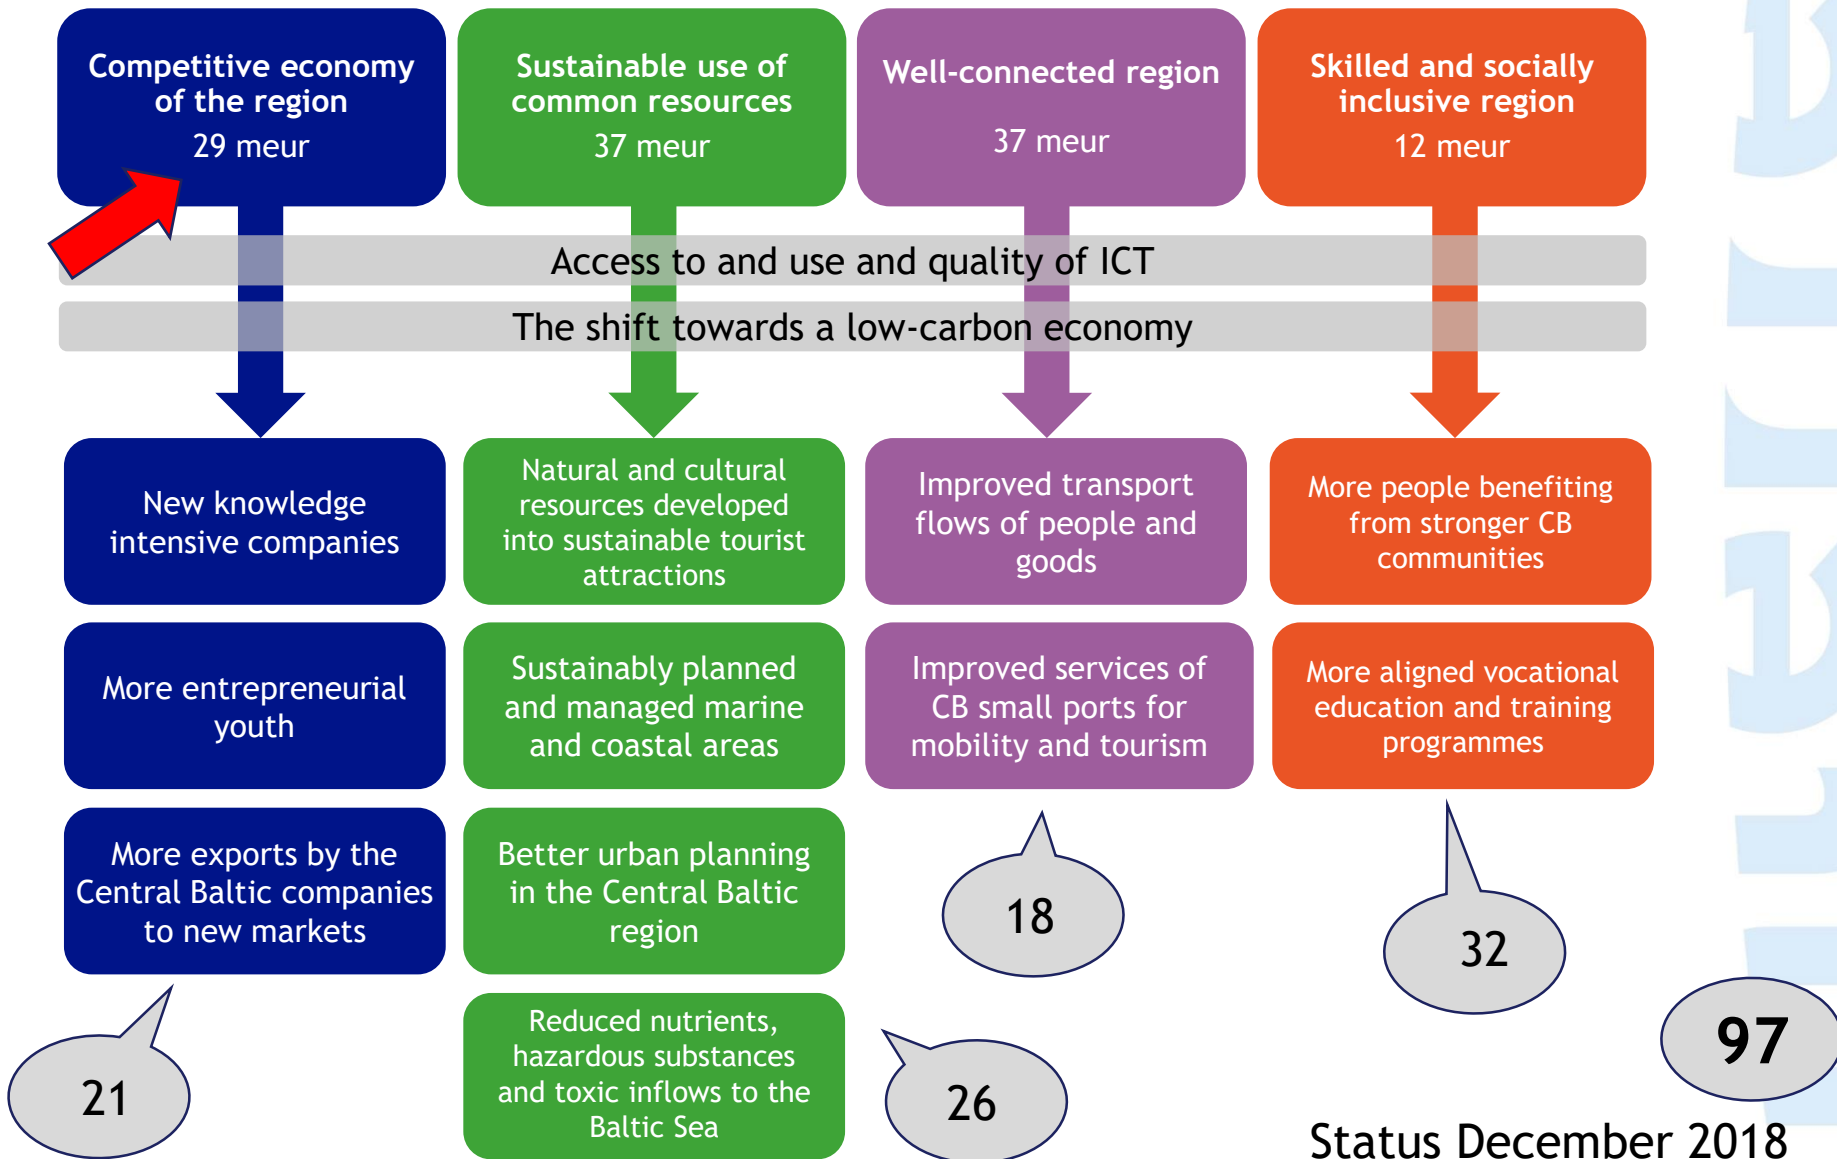 Competitive economy
of the region
29 meur
Sustainable use of
common resources
37 meur
Well-connected region
37 meur
Skilled and socially
inclusive region
12 meur
Access to and use and quality of ICT
The shift towards a low-carbon economy
New knowledge
intensive companies
Natural and cultural
resources developed
into sustainable tourist
attractions
Improved transport
flows of people and
goods
More people benefiting
from stronger CB
communities
More entrepreneurial
youth
Sustainably planned
and managed marine
and coastal areas
Improved services of
CB small ports for
mobility and tourism
More aligned vocational
education and training
programmes
More exports by the
Central Baltic companies
to new markets
Better urban planning
in the Central Baltic
region
18
32
Reduced nutrients,
hazardous substances
and toxic inflows to the
Baltic Sea
21
26
97
Status December 2018